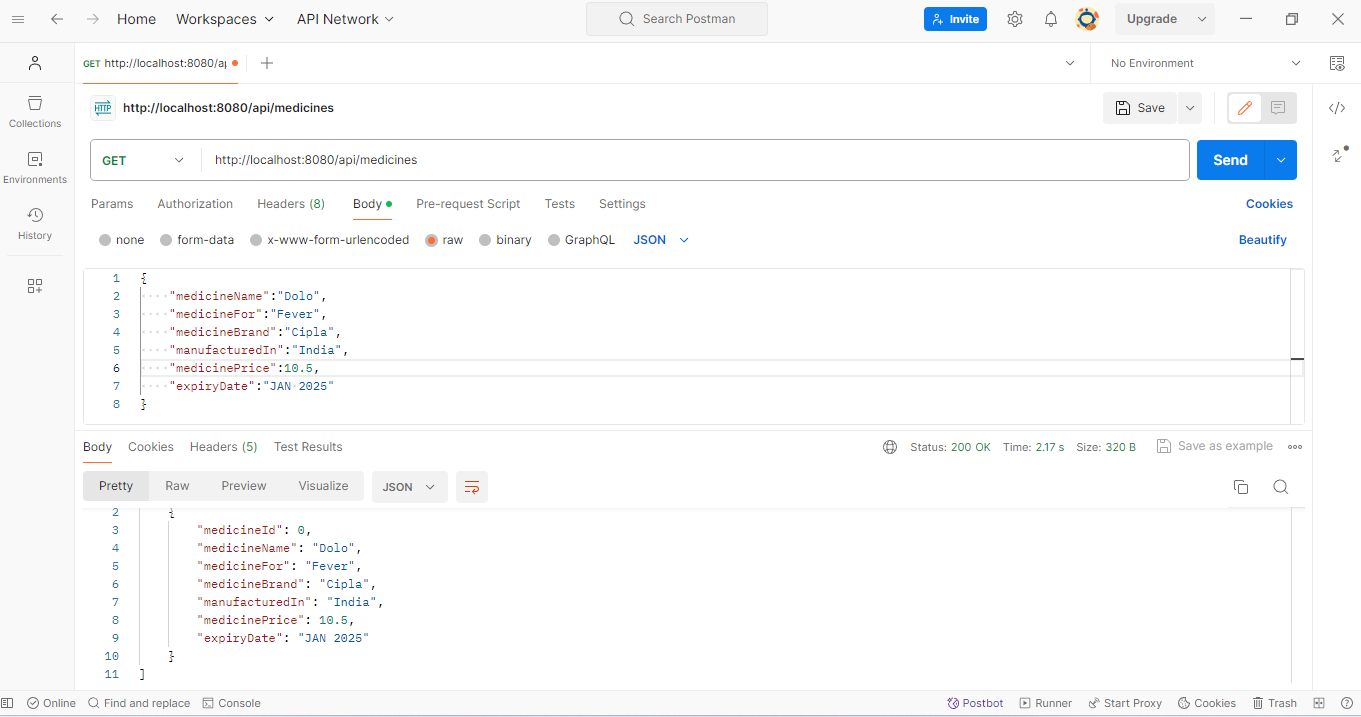 Home Workspaces API Network Search Postman Invite Upgrade
GET http://localhost:8080/ap No Environment
HTTP http://localhost:8080/api/medicines Save
Collections
GET http://localhost:8080/api/medicines Send
Environments
Params Authorization Headers (8) Body Pre-request Script Tests Settings Cookies
History
none form-data x-www-form-urlencoded raw binary GraphQL JSON Beautify
1 {
2 "medicineName":"Dolo",
3 "medicineFor":"Fever",
4 "medicineBrand":"Cipla",
5 "manufacturedIn":"India",
6 "medicinePrice":10.5,
7 "expiryDate":"JAN 2025"
8 }
Body Cookies Headers (5) Test Results Status: 200 OK Time: 2.17 s Size: 320 B Save as example
Pretty Raw Preview Visualize JSON
2 {
3 "medicineId": 0,
4 "medicineName": "Dolo",
5 "medicineFor": "Fever",
6 "medicineBrand": "Cipla",
7 "manufacturedIn": "India",
8 "medicinePrice": 10.5,
9 "expiryDate": "JAN 2025"
10 }
11 ]
Online Find and replace Console Postbot Runner Start Proxy Cookies Trash